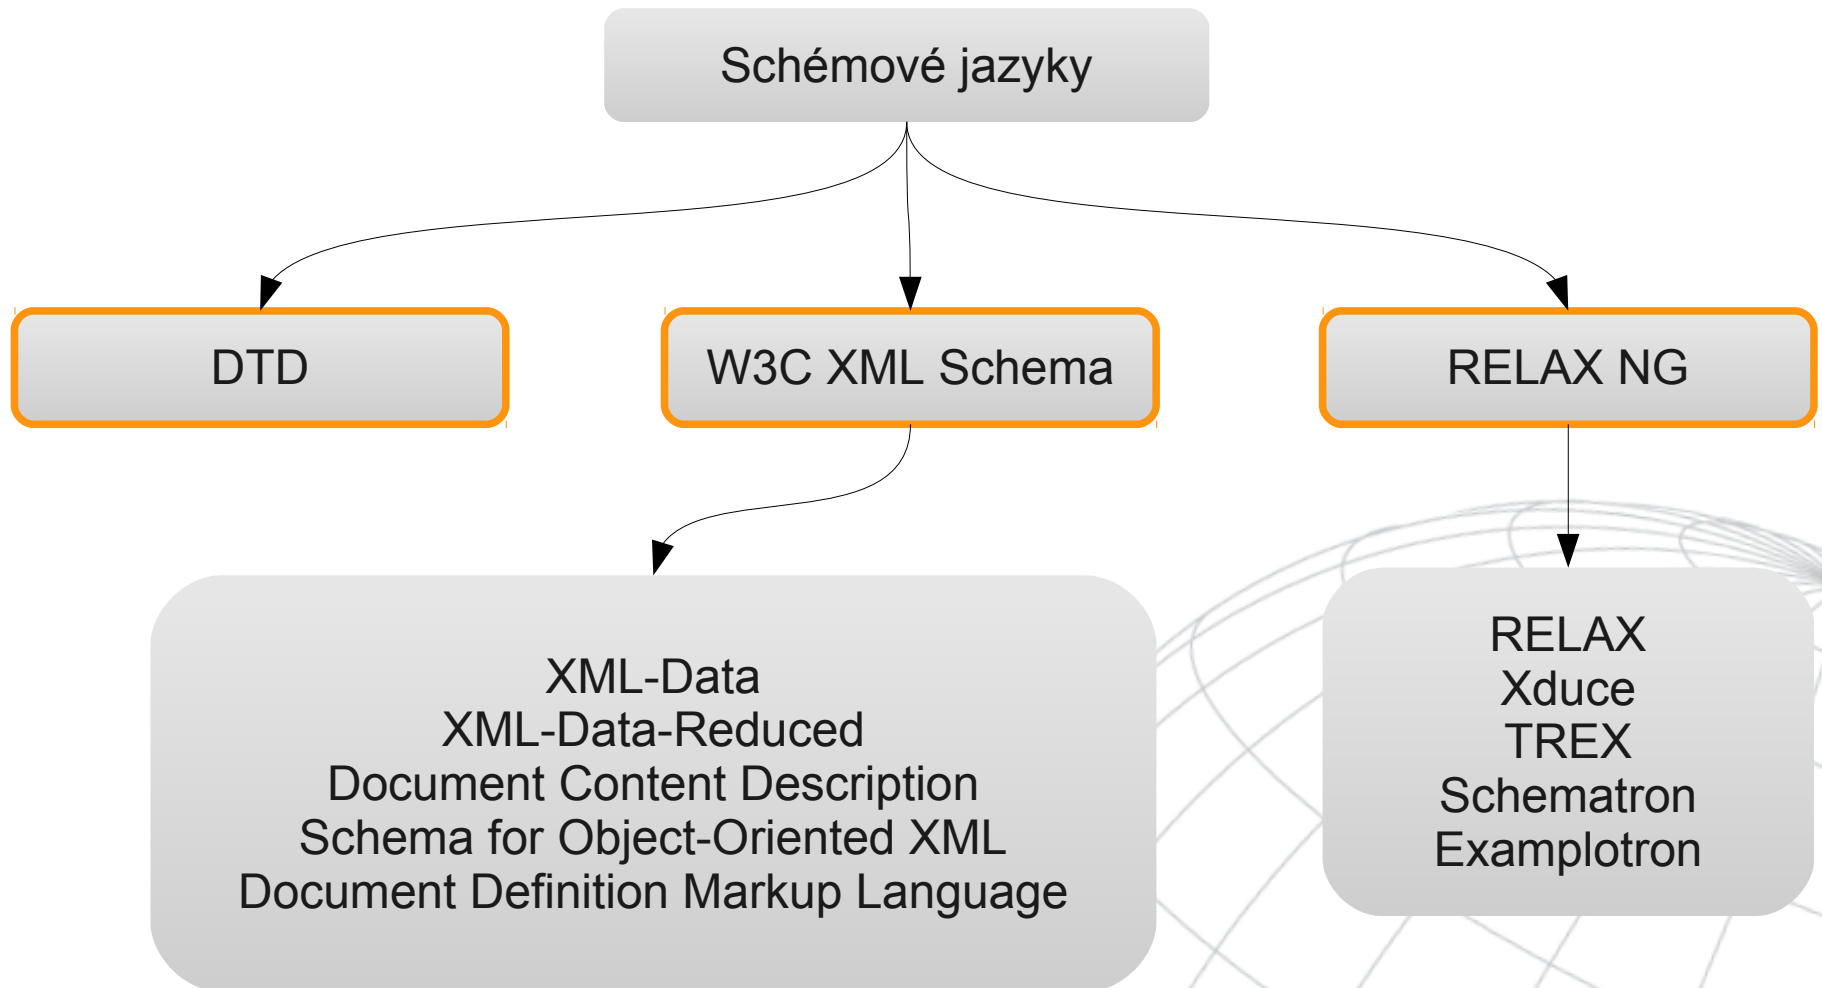 Schémové jazyky
DTD
W3C XML Schema
RELAX NG
XML-Data
XML-Data-Reduced
Document Content Description
Schema for Object-Oriented XML
Document Definition Markup Language
RELAX
Xduce
TREX
Schematron
Examplotron